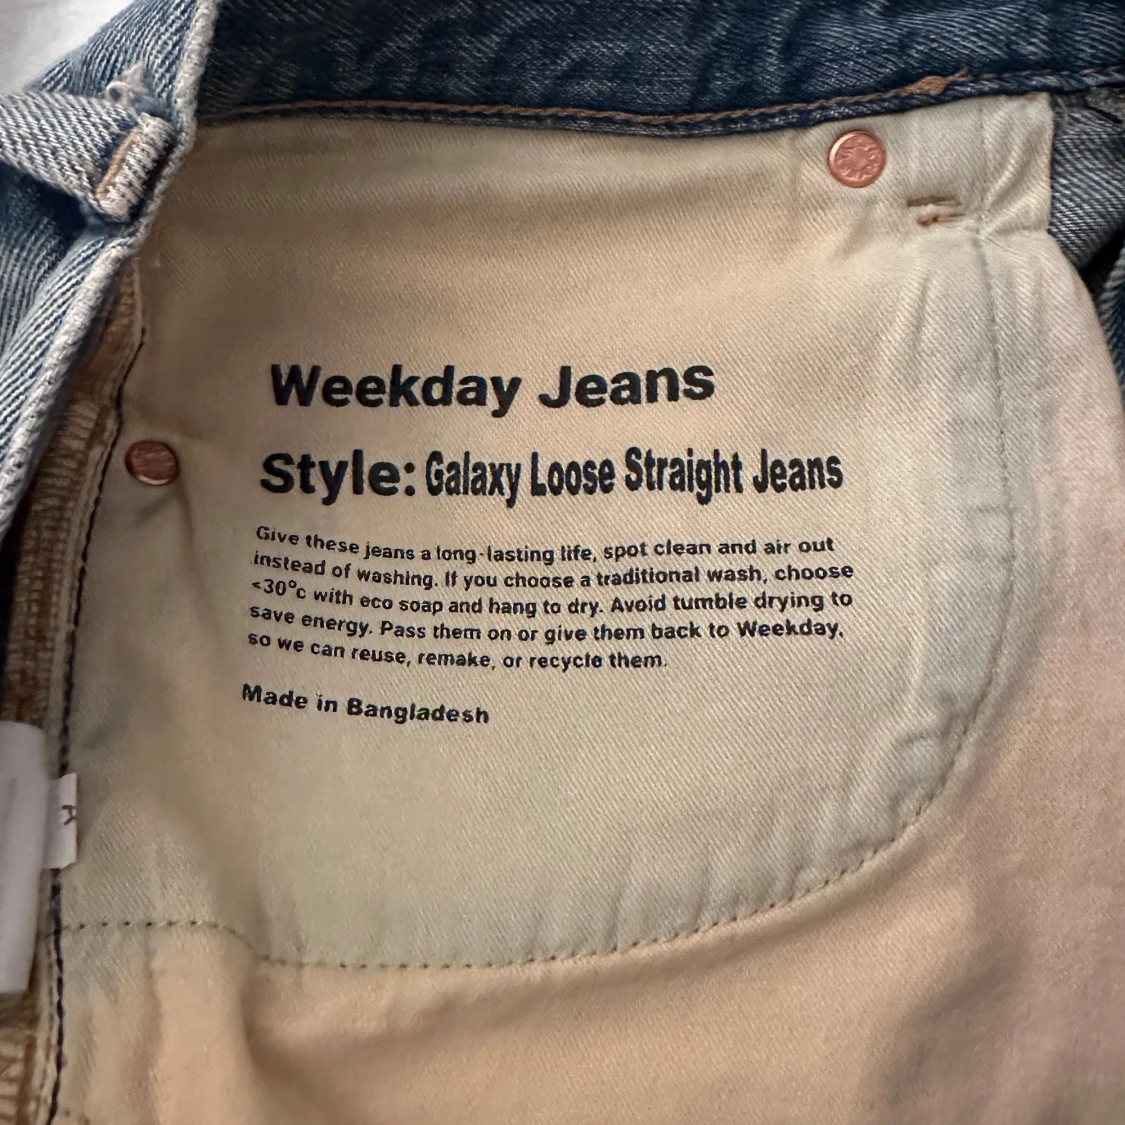 Weekday Jeans
Style: Galaxy Loose Straight Jeans
Give these jeans a long-lasting life, spot clean and air out
instead of washing. If you choose a traditional wash, choose
<30°c with eco soap and hang to dry. Avoid tumble drying to
save energy. Pass them on or give them back to Weekday,
so we can reuse, remake, or recycle them.
Made in Bangladesh